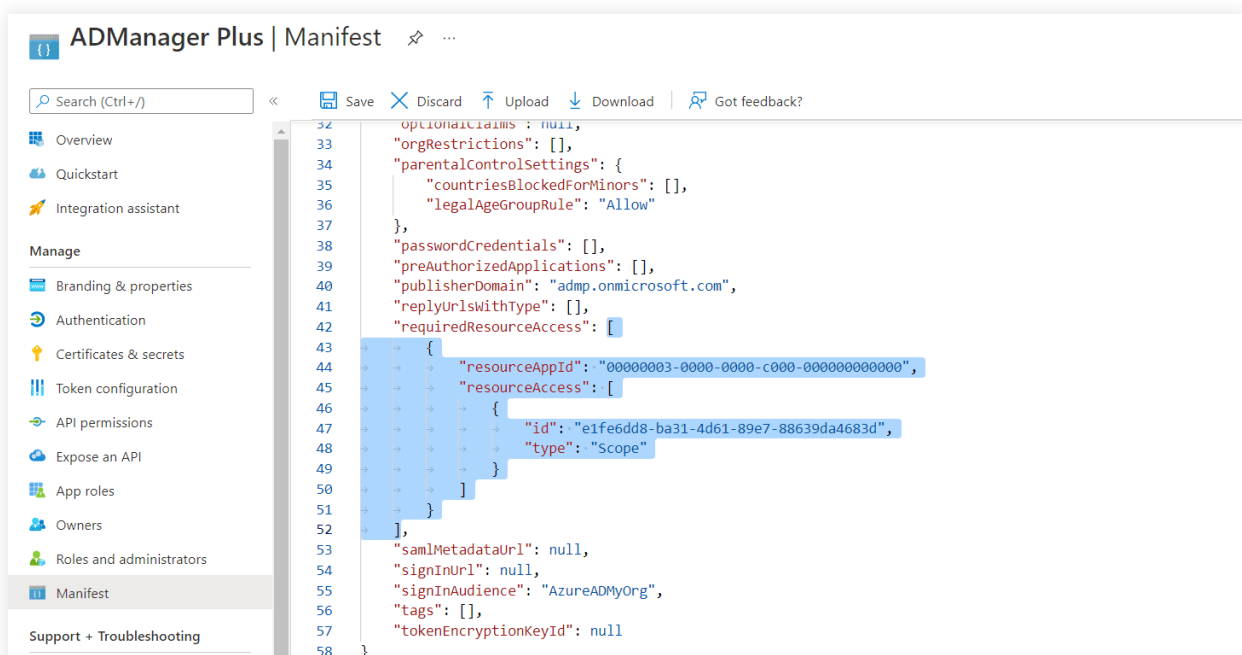 ADManager Plus | Manifest ...
Search (Ctrl+/)
«
Save
Discard
Upload
Download
Got feedback?
Overview
Quickstart
Integration assistant
Manage
Branding & properties
Authentication
Certificates & secrets
Token configuration
API permissions
Expose an API
App roles
Owners
Roles and administrators
Manifest
Support + Troubleshooting
32 "optionalClaims": null,
33 "orgRestrictions": [],
34 "parentalControlSettings": {
35 "countriesBlockedForMinors": [],
36 "legalAgeGroupRule": "Allow"
37 },
38 "passwordCredentials": [],
39 "preAuthorizedApplications": [],
40 "publisherDomain": "admp.onmicrosoft.com",
41 "replyUrlsWithType": [],
42 "requiredResourceAccess": [
43 {
44 "resourceAppId": "00000003-0000-0000-c000-000000000000",
45 "resourceAccess": [
46 {
47 "id": "e1fe6dd8-ba31-4d61-89e7-88639da4683d",
48 "type": "Scope"
49 }
50 ]
51 }
52 ],
53 "samlMetadataUrl": null,
54 "signInUrl": null,
55 "signInAudience": "AzureADMyOrg",
56 "tags": [],
57 "tokenEncryptionKeyId": null
58 }